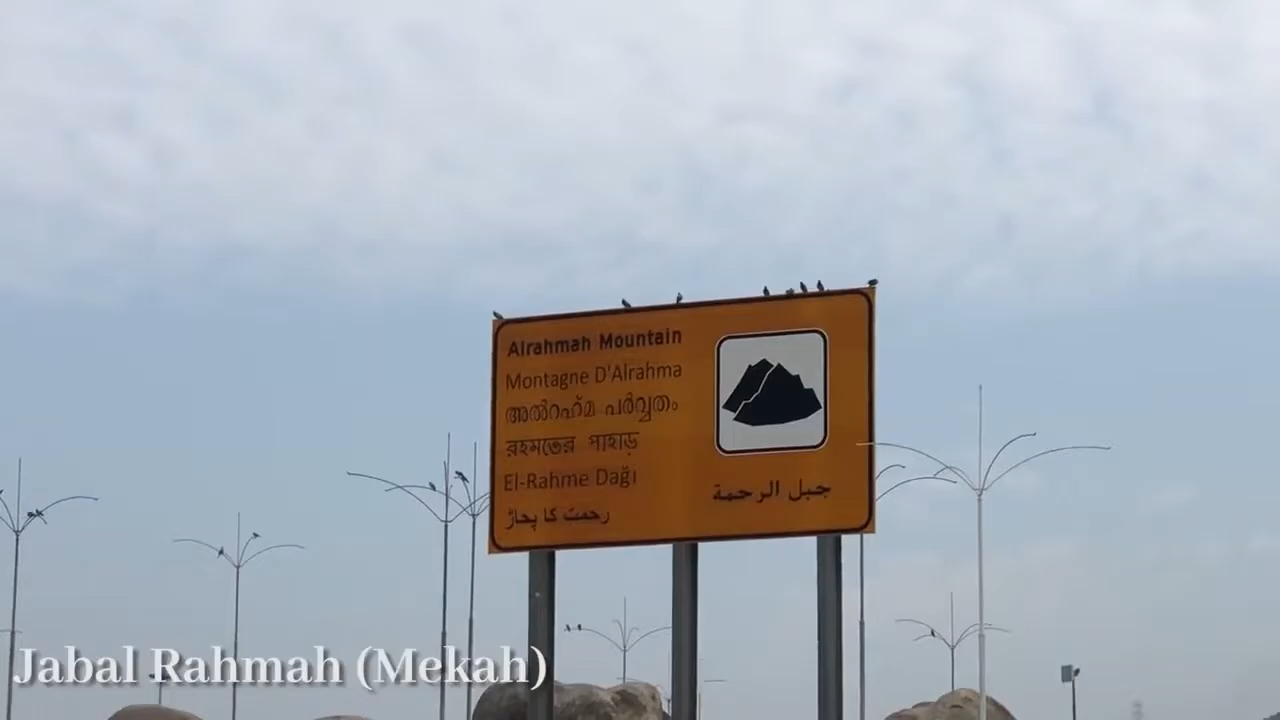 Alrahmah Mountain
Montagne D'Alrahma
അൽറഹ്മ പർവ്വതം
রহমতের পাহাড়
El-Rahme Dağı
رحمت کا پہاڑ
جبل الرحمة
Jabal Rahmah (Mekah)